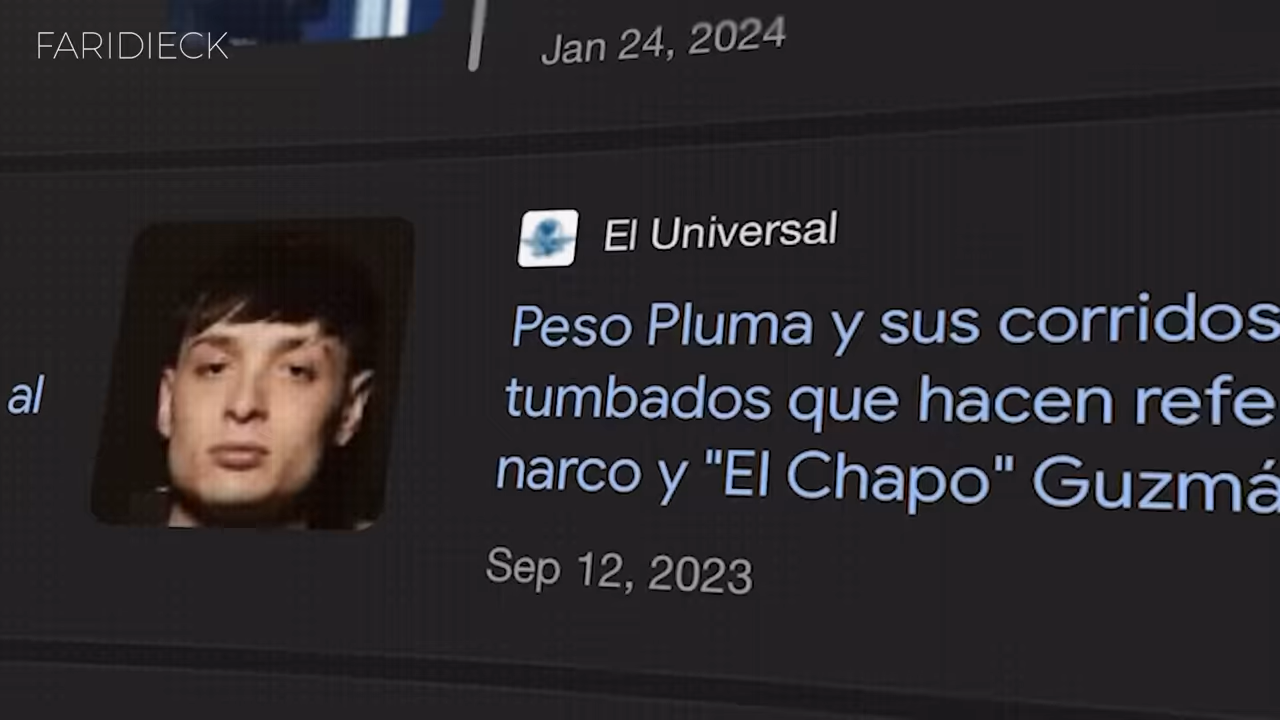 FARIDIECK
Jan 24, 2024
El Universal
Peso Pluma y sus corridos
al
tumbados que hacen refe
narco y "El Chapo" Guzmá
Sep 12, 2023